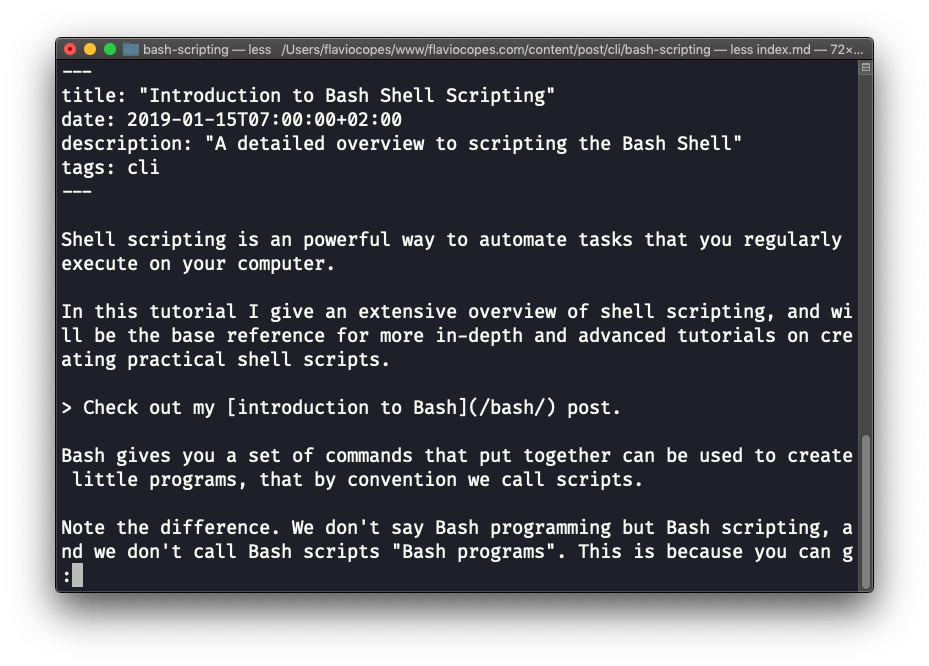 bash-scripting — less   /Users/flaviocopes/www/flaviocopes.com/content/post/cli/bash-scripting — less index.md — 72×…
---
title: "Introduction to Bash Shell Scripting"
date: 2019-01-15T07:00:00+02:00
description: "A detailed overview to scripting the Bash Shell"
tags: cli
---
Shell scripting is an powerful way to automate tasks that you regularly
execute on your computer.
In this tutorial I give an extensive overview of shell scripting, and wi
ll be the base reference for more in-depth and advanced tutorials on cre
ating practical shell scripts.
> Check out my [introduction to Bash](/bash/) post.
Bash gives you a set of commands that put together can be used to create
 little programs, that by convention we call scripts.
Note the difference. We don't say Bash programming but Bash scripting, a
nd we don't call Bash scripts "Bash programs". This is because you can g
: